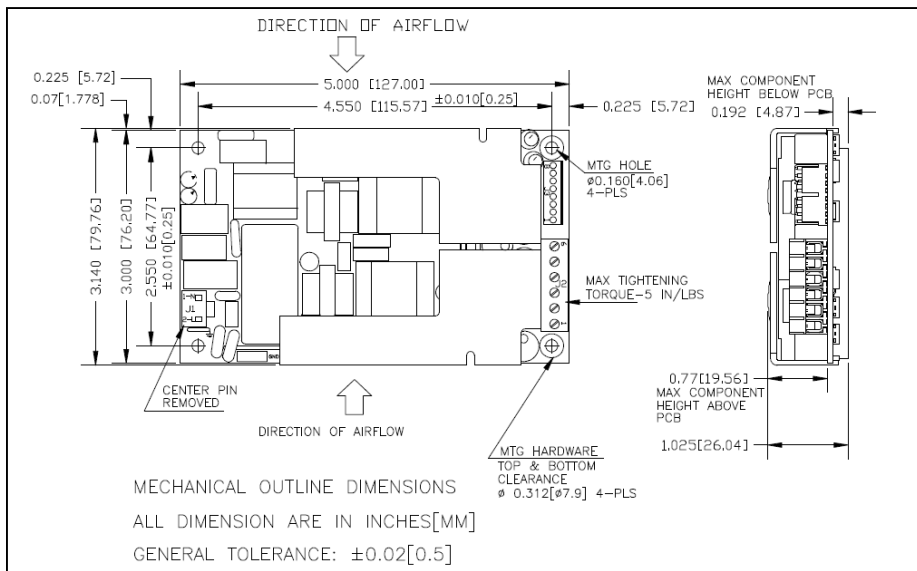 DIRECTION OF AIRFLOW
0.225 [5.72]
0.07[1.778]
5.000 [127.00]
4.550 [115.57] ±0.010[0.25]
0.225 [5.72]
MAX COMPONENT
HEIGHT BELOW PCB
0.192 [4.87]
3.140 [79.76]
3.000 [76.20]
2.550 [64.77]
±0.010[0.25]
MTG HOLE
ø0.160[4.06]
4-PLS
1-N
J1
2-L
GND
6
J2
1
MAX TIGHTENING
TORQUE-5 IN/LBS
CENTER PIN
REMOVED
DIRECTION OF AIRFLOW
0.77[19.56]
MAX COMPONENT
HEIGHT ABOVE
PCB
1.025[26.04]
MTG HARDWARE
TOP & BOTTOM
CLEARANCE
ø 0.312[ø7.9] 4-PLS
MECHANICAL OUTLINE DIMENSIONS
ALL DIMENSION ARE IN INCHES[MM]
GENERAL TOLERANCE: ±0.02[0.5]